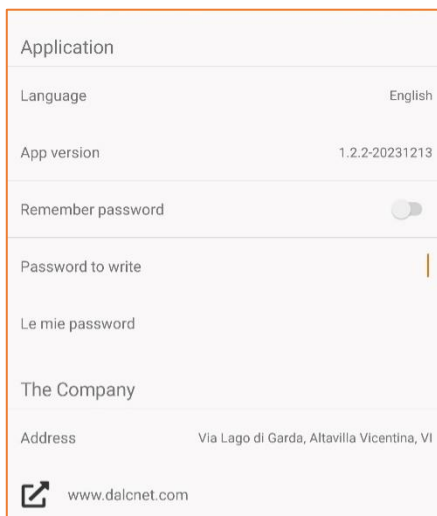 Application
Language English
App version 1.2.2-20231213
Remember password
Password to write
Le mie password
The Company
Address Via Lago di Garda, Altavilla Vicentina, VI
www.dalcnet.com